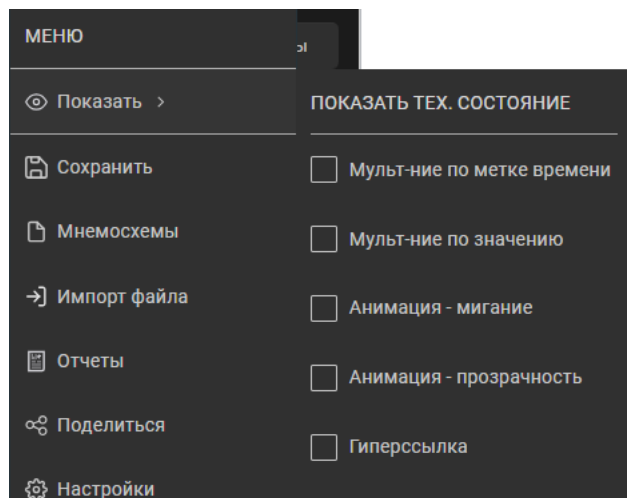 МЕНЮ
ы
Показать >
Сохранить
Мнемосхемы
Импорт файла
Отчеты
Поделиться
Настройки
ПОКАЗАТЬ ТЕХ. СОСТОЯНИЕ
Мульт-ние по метке времени
Мульт-ние по значению
Анимация - мигание
Анимация - прозрачность
Гиперссылка